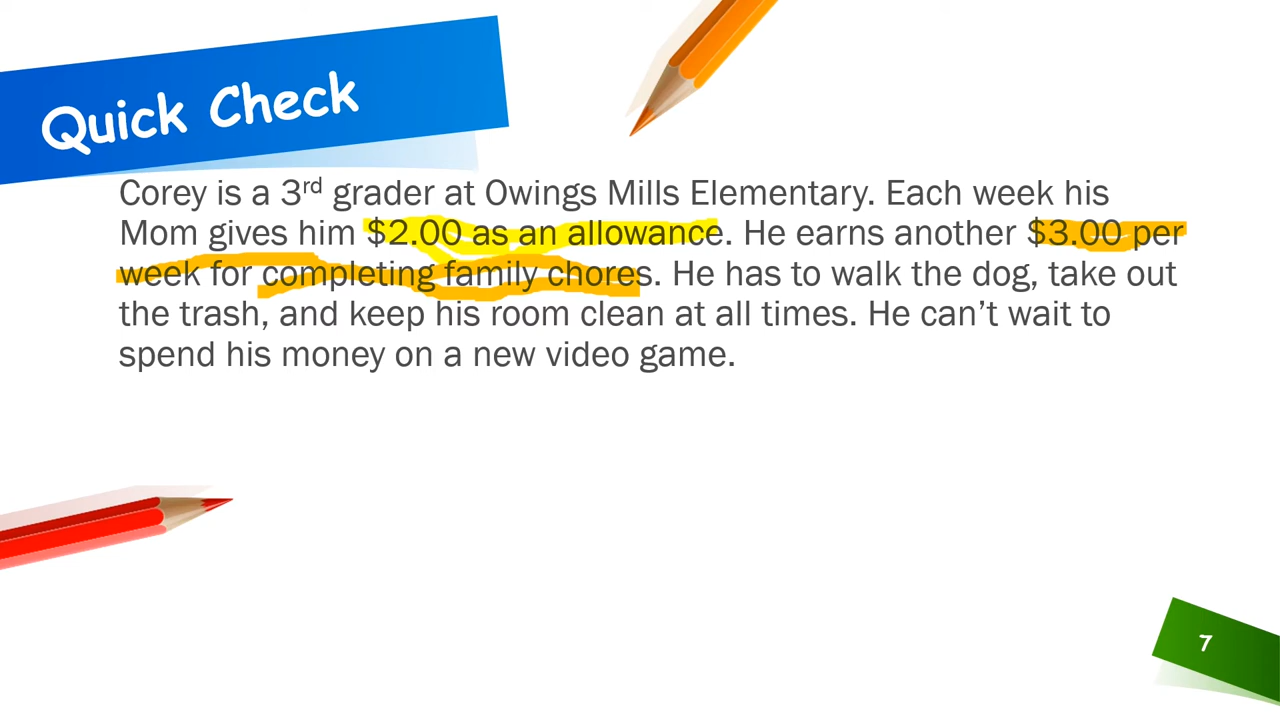 Quick Check
Corey is a 3rd grader at Owings Mills Elementary. Each week his
Mom gives him $2.00 as an allowance. He earns another $3.00 per
week for completing family chores. He has to walk the dog, take out
the trash, and keep his room clean at all times. He can’t wait to
spend his money on a new video game.
7